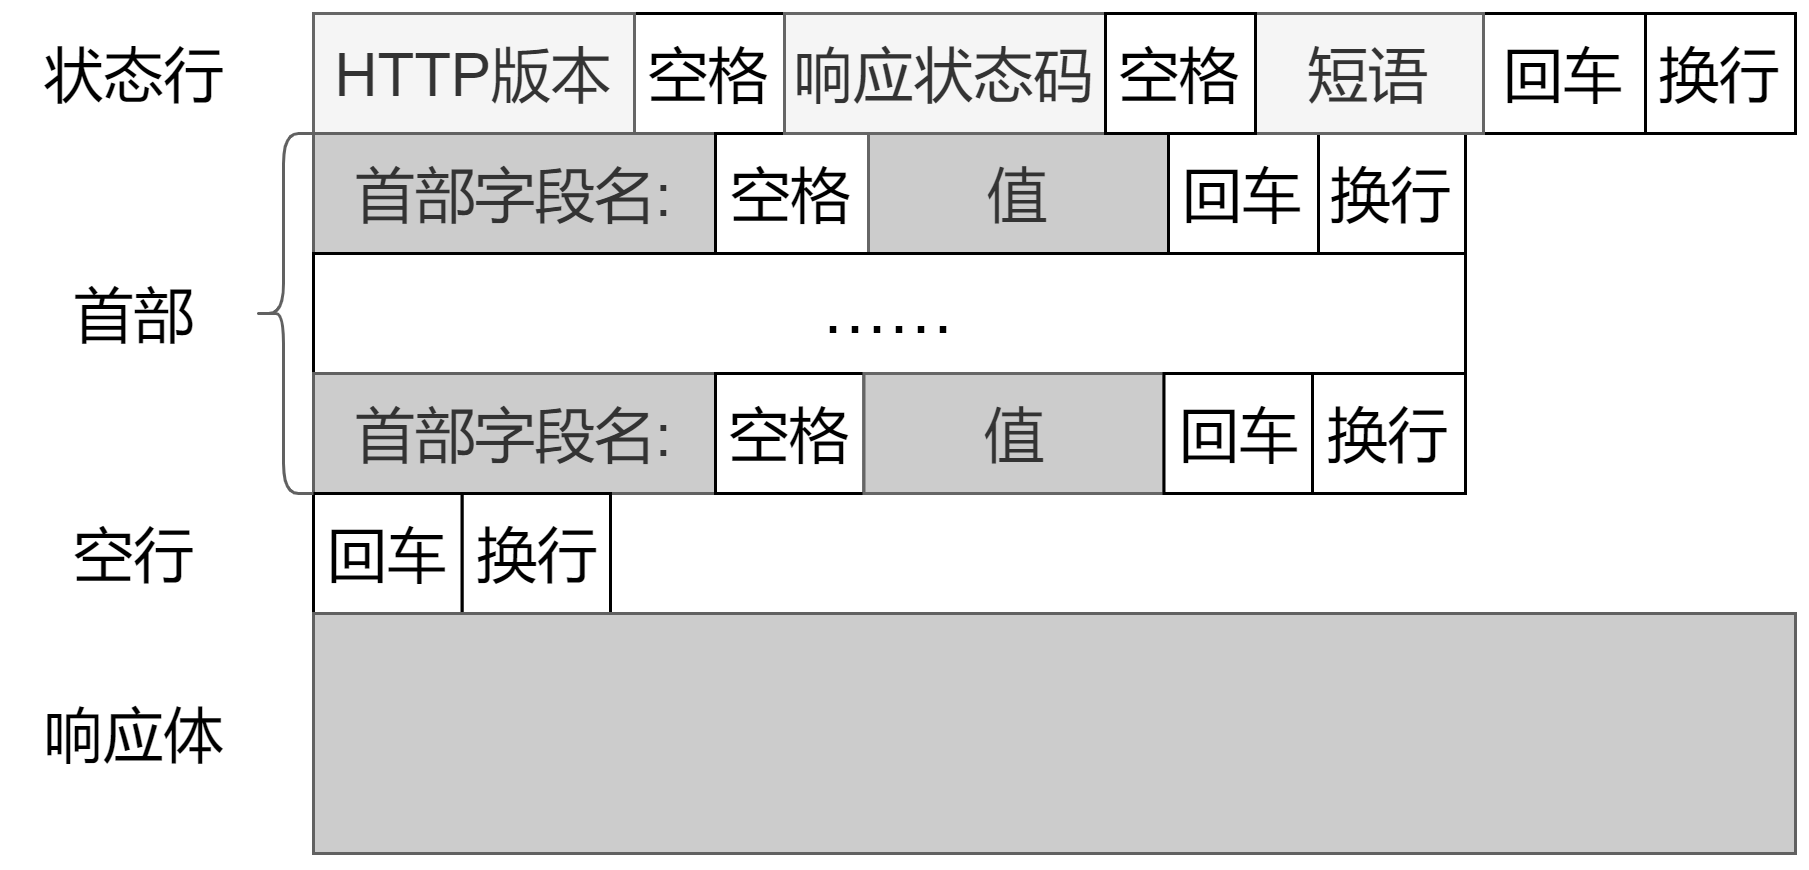 状态行 HTTP版本 空格 响应状态码 空格 短语 回车 换行
首部字段名: 空格 值 回车 换行
首部 ……
首部字段名: 空格 值 回车 换行
空行 回车 换行
响应体